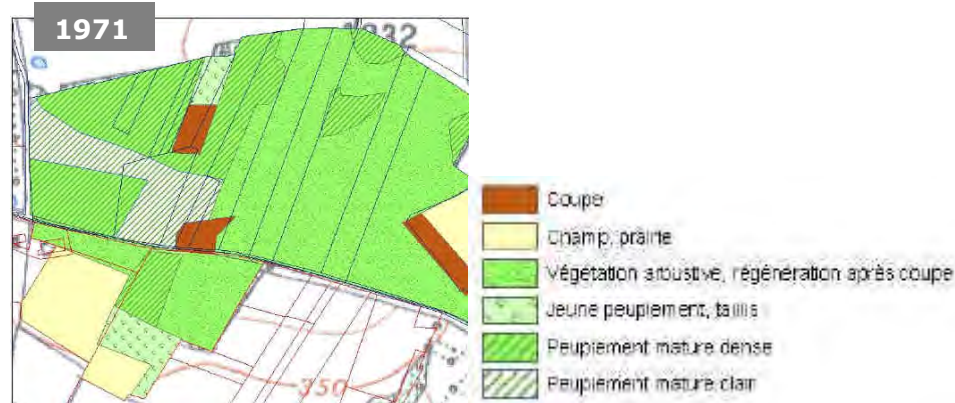 1971
1332
Coupe
Champ, prairie
Végétation arbustive, régénération après coupe
Jeune peuplement, taillis
Peuplement mature dense
Peuplement mature clair
350